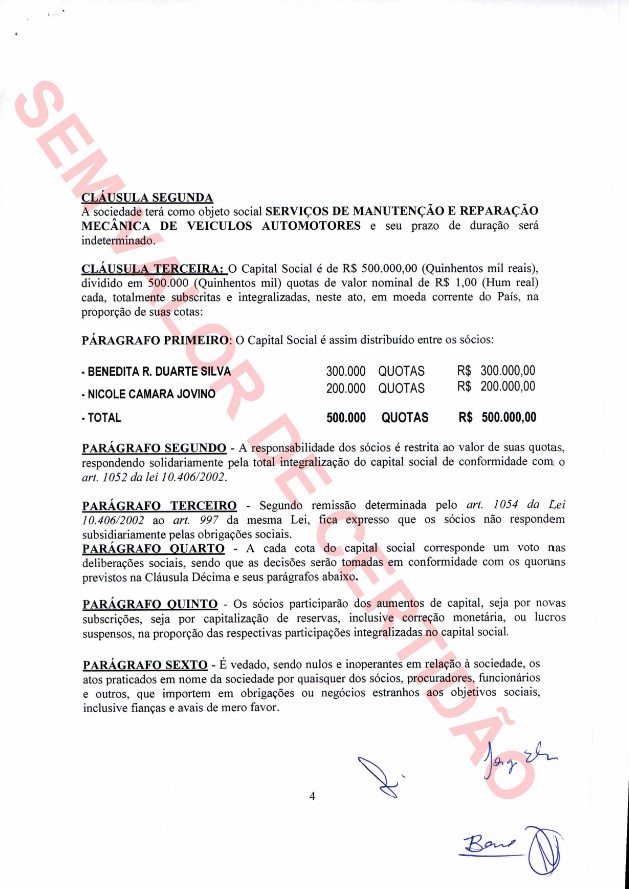 CLÁUSULA SEGUNDA
A sociedade terá como objeto social SERVIÇOS DE MANUTENÇÃO E REPARAÇÃO
MECÂNICA DE VEICULOS AUTOMOTORES e seu prazo de duração será
indeterminado.
CLÁUSULA TERCEIRA: O Capital Social é de R$ 500.000,00 (Quinhentos mil reais),
dividido em 500.000 (Quinhentos mil) quotas de valor nominal de R$ 1,00 (Hum real)
cada, totalmente subscritas e integralizadas, neste ato, em moeda corrente do País, na
proporção de suas cotas:
PÁRAGRAFO PRIMEIRO: O Capital Social é assim distribuído entre os sócios:
- BENEDITA R. DUARTE SILVA 300.000 QUOTAS R$ 300.000,00
- NICOLE CAMARA JOVINO 200.000 QUOTAS R$ 200.000,00
- TOTAL 500.000 QUOTAS R$ 500.000,00
PARÁGRAFO SEGUNDO - A responsabilidade dos sócios é restrita ao valor de suas quotas,
respondendo solidariamente pela total integralização do capital social de conformidade com o
art. 1052 da lei 10.406/2002.
PARÁGRAFO TERCEIRO - Segundo remissão determinada pelo art. 1054 da Lei
10.406/2002 ao art. 997 da mesma Lei, fica expresso que os sócios não respondem
subsidiariamente pelas obrigações sociais.
PARÁGRAFO QUARTO - A cada cota do capital social corresponde um voto nas
deliberações sociais, sendo que as decisões serão tomadas em conformidade com os quoruns
previstos na Cláusula Décima e seus parágrafos abaixo.
PARÁGRAFO QUINTO - Os sócios participarão dos aumentos de capital, seja por novas
subscrições, seja por capitalização de reservas, inclusive correção monetária, ou lucros
suspensos, na proporção das respectivas participações integralizadas no capital social.
PARÁGRAFO SEXTO - É vedado, sendo nulos e inoperantes em relação à sociedade, os
atos praticados em nome da sociedade por quaisquer dos sócios, procuradores, funcionários
e outros, que importem em obrigações ou negócios estranhos aos objetivos sociais,
inclusive fianças e avais de mero favor.
4
SEM VALOR DE CERTIDÃO